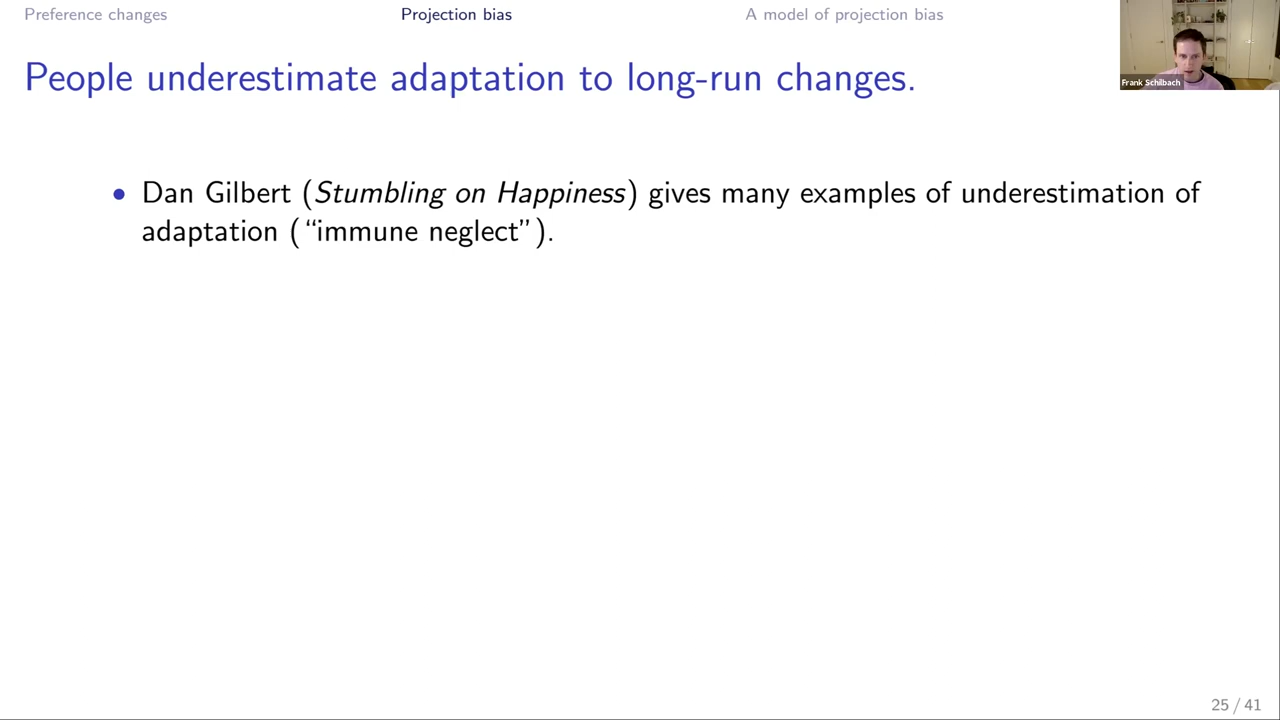 Preference changes
Projection bias
A model of projection bias
People underestimate adaptation to long-run changes.
Frank Schilbach
• Dan Gilbert (Stumbling on Happiness) gives many examples of underestimation of
adaptation (“immune neglect”).
25 / 41